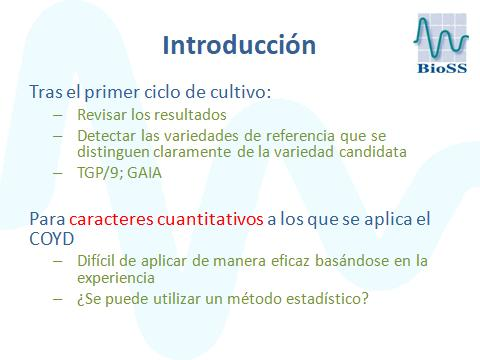 Introducción
BioSS
Tras el primer ciclo de cultivo:
– Revisar los resultados
– Detectar las variedades de referencia que se
distinguen claramente de la variedad candidata
– TGP/9; GAIA
Para caracteres cuantitativos a los que se aplica el
COYD
– Difícil de aplicar de manera eficaz basándose en la
experiencia
– ¿Se puede utilizar un método estadístico?